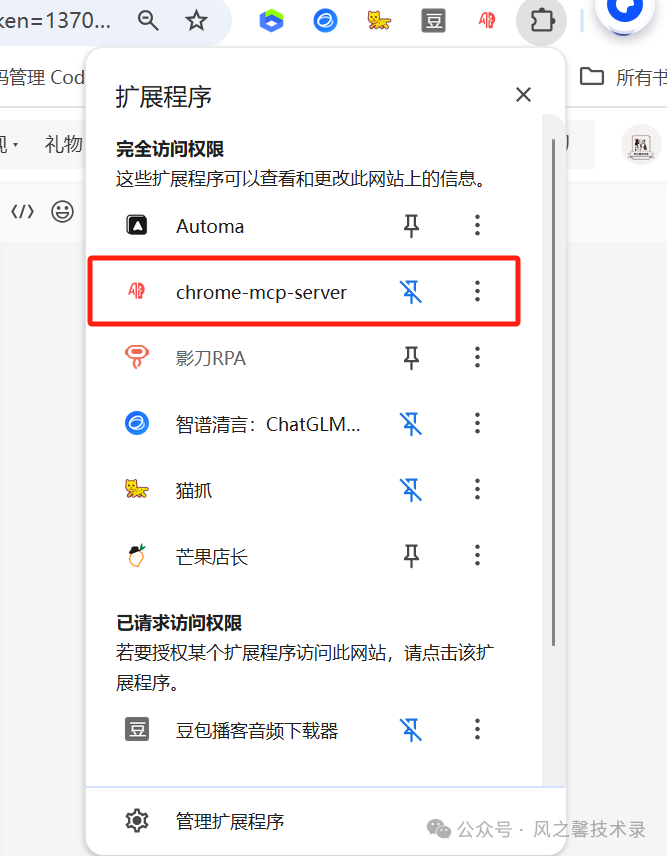 ken=1370...
码管理 Cod
所有书
礼物
扩展程序
完全访问权限
这些扩展程序可以查看和更改此网站上的信息。
Automa
chrome-mcp-server
影刀RPA
智谱清言：ChatGLM...
猫抓
芒果店长
已请求访问权限
若要授权某个扩展程序访问此网站，请点击该扩
展程序。
豆
豆包播客音频下载器
管理扩展程序
公众号 · 风之馨技术录